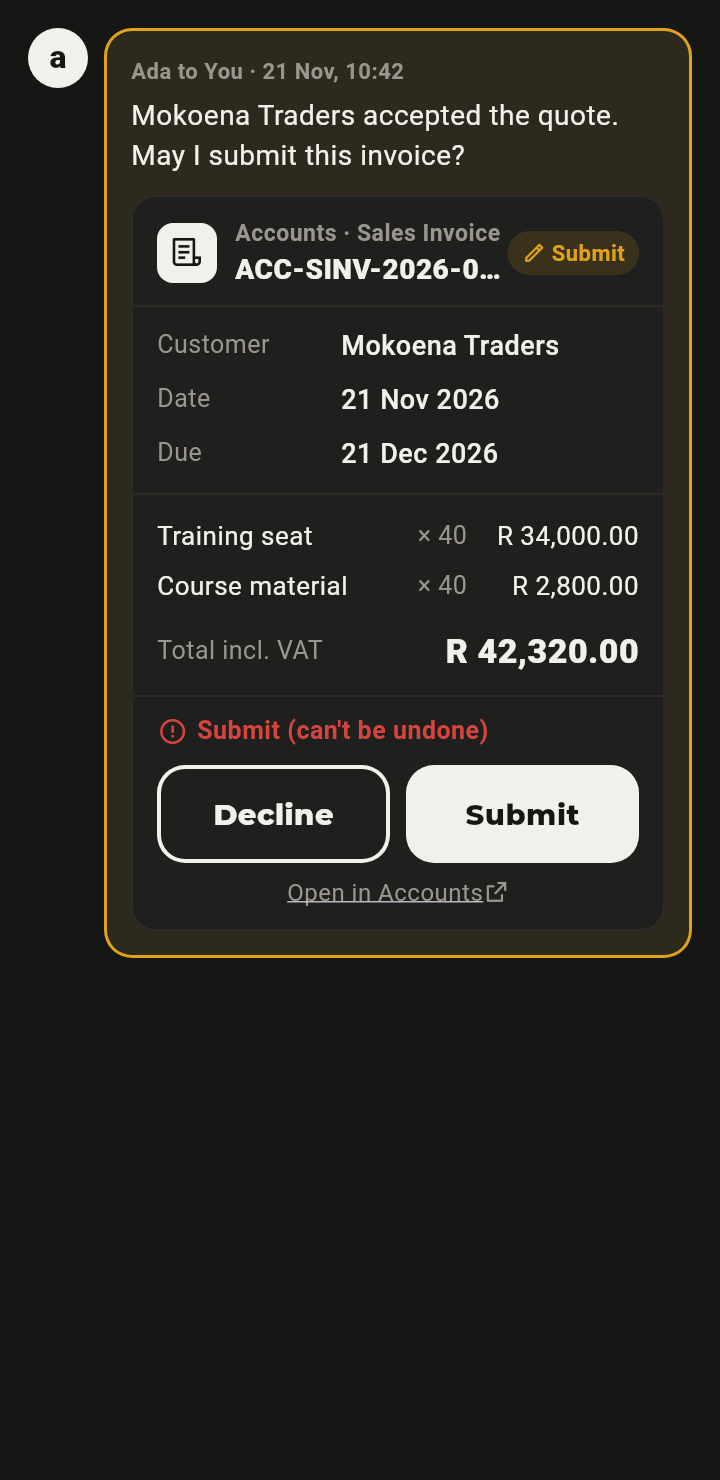 a
Ada to You · 21 Nov, 10:42
Mokoena Traders accepted the quote.
May I submit this invoice?
Accounts · Sales Invoice
ACC-SINV-2026-0...
Submit
Customer Mokoena Traders
Date 21 Nov 2026
Due 21 Dec 2026
Training seat × 40 R 34,000.00
Course material × 40 R 2,800.00
Total incl. VAT R 42,320.00
Submit (can't be undone)
Decline Submit
Open in Accounts